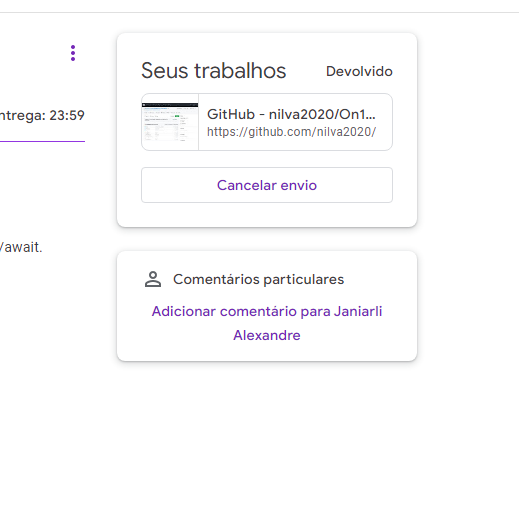 Seus trabalhos
Devolvido
ntrega: 23:59
GitHub - nilva2020/On1...
https://github.com/nilva2020/
Cancelar envio
/await.
Comentários particulares
Adicionar comentário para Janiarli
Alexandre